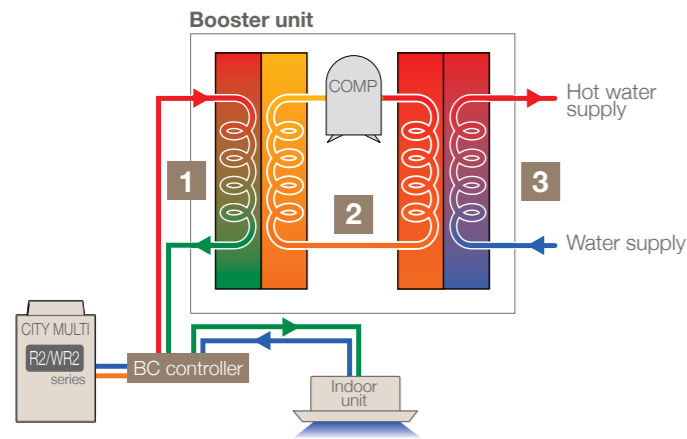 Booster unit
COMP
Hot water
supply
1
2
3
Water supply
CITY MULTI
R2/WR2
series
BC controller
Indoor
unit